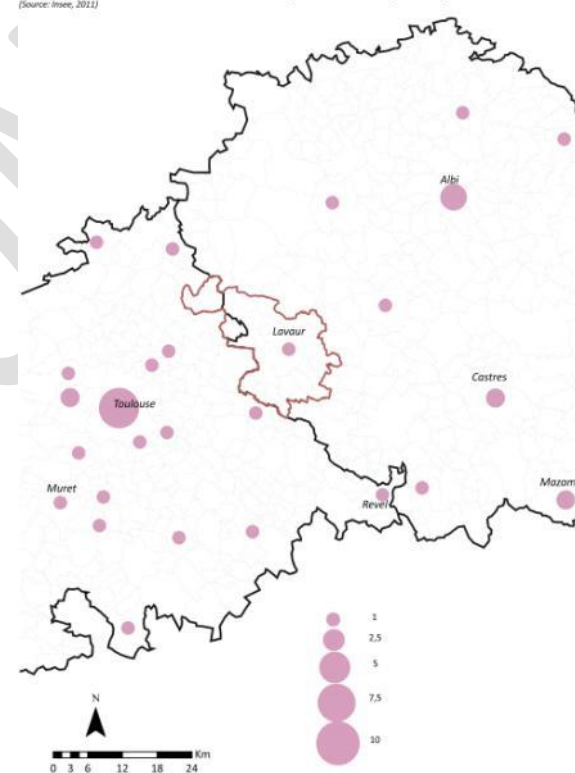 (Source: Insee, 2011)
Albi
Lavaur
Castres
Toulouse
Muret
Revel
Mazam
1
2,5
5
7,5
10
N
Km
0 3 6 12 18 24